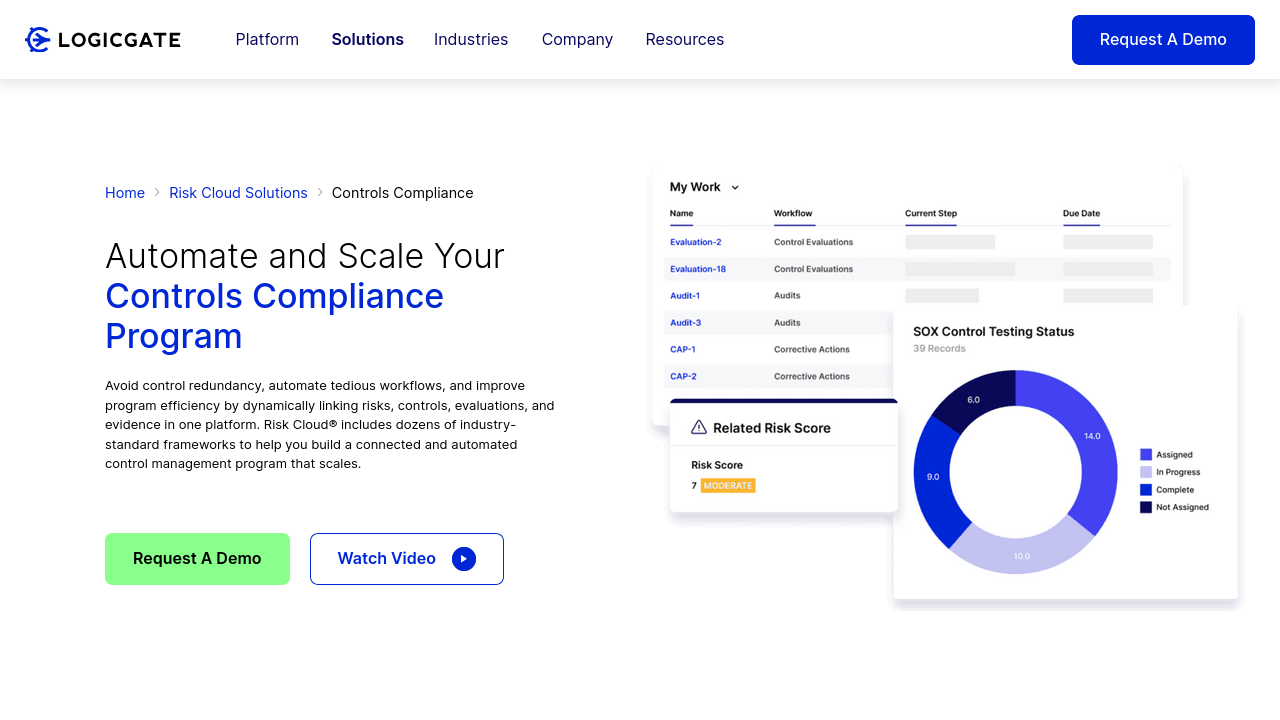 LOGICGATE
Platform
Solutions
Industries
Company
Resources
Request A Demo
Home
Risk Cloud Solutions
Controls Compliance
Automate and Scale Your
Controls Compliance
Program
Avoid control redundancy, automate tedious workflows, and improve
program efficiency by dynamically linking risks, controls, evaluations, and
evidence in one platform. Risk Cloud® includes dozens of industry-
standard frameworks to help you build a connected and automated
control management program that scales.
Request A Demo
Watch Video
My Work
Name Workflow Current Step Due Date
Evaluation-2 Control Evaluations
Evaluation-18 Control Evaluations
Audit-1 Audits
Audit-3 Audits
CAP-1 Corrective Actions
CAP-2 Corrective Actions
Related Risk Score
Risk Score
7 MODERATE
SOX Control Testing Status
39 Records
6.0
14.0
9.0
10.0
Assigned
In Progress
Complete
Not Assigned